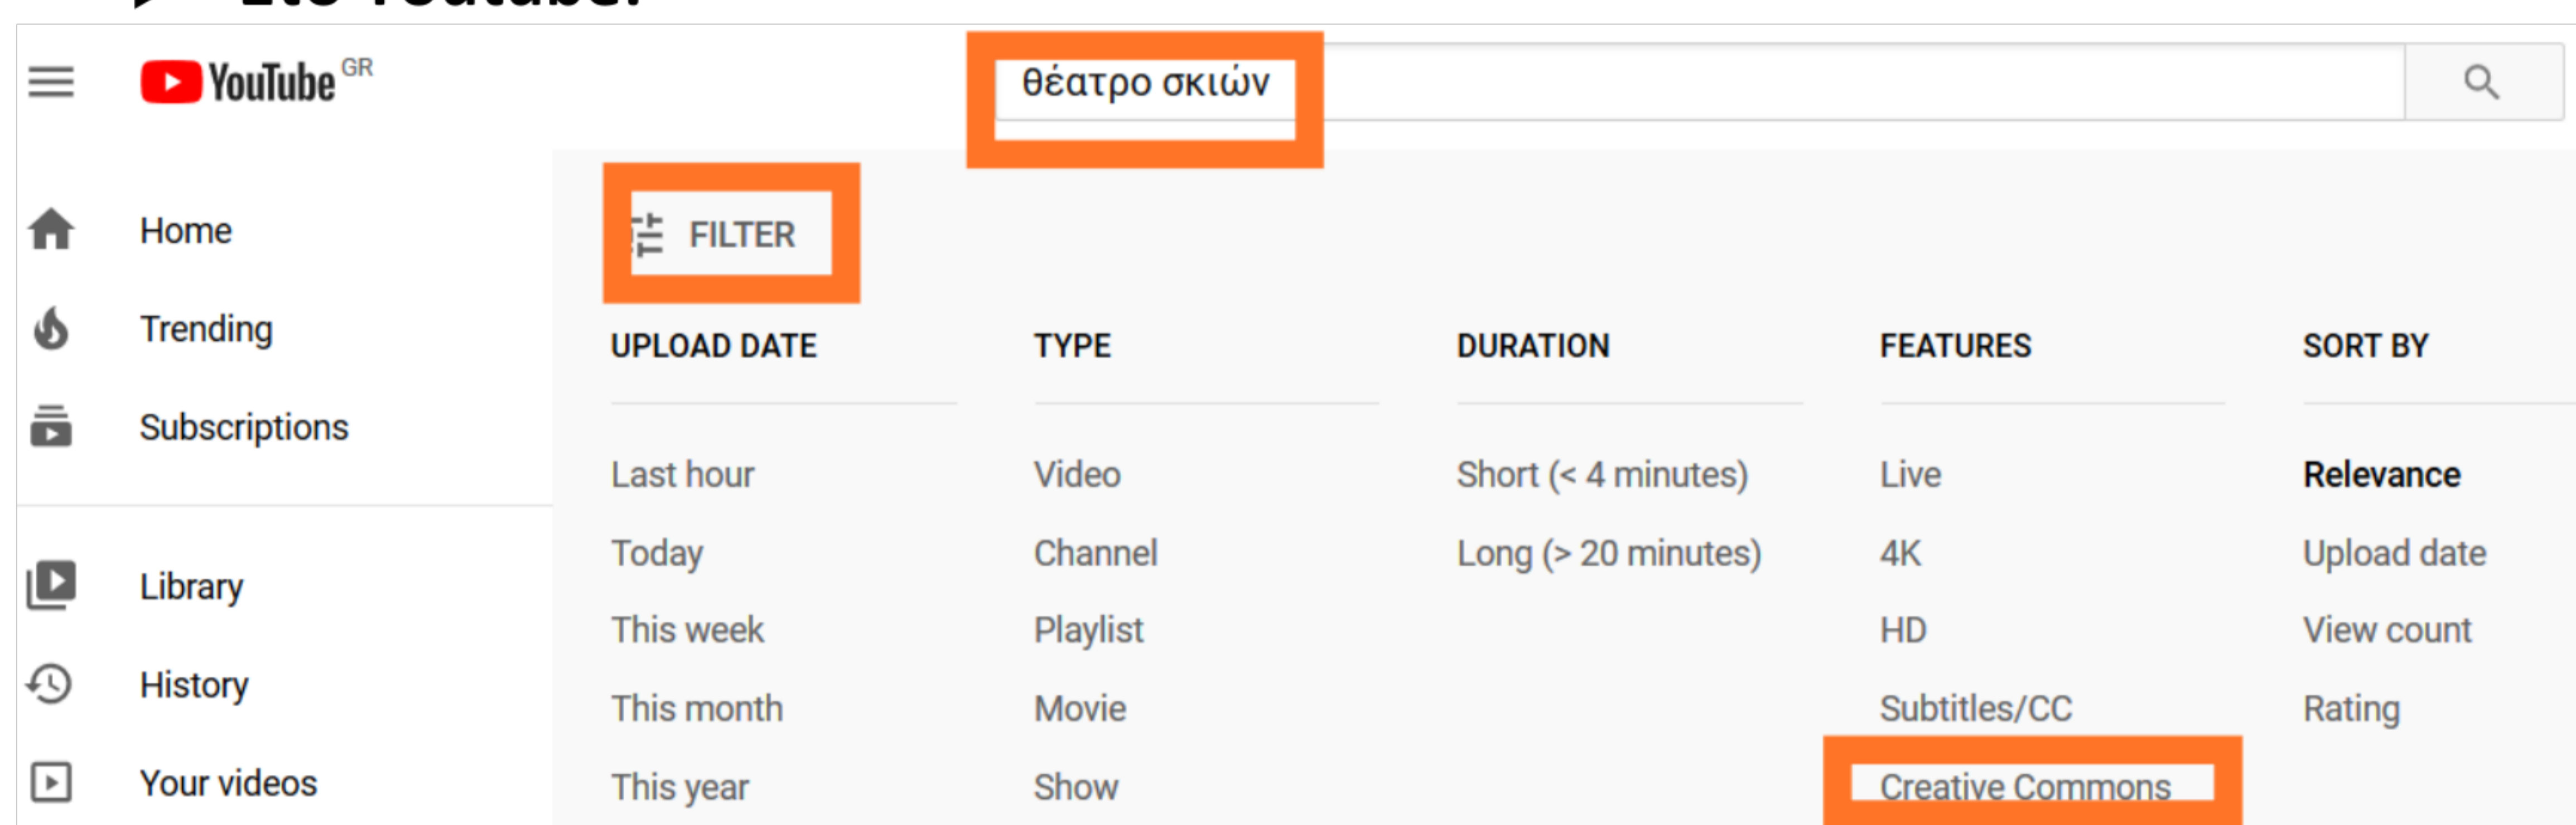 YouTube GR
θέατρο σκιών
Home
Trending
Subscriptions
Library
History
Your videos
FILTER
UPLOAD DATE
Last hour
Today
This week
This month
This year
TYPE
Video
Channel
Playlist
Movie
Show
DURATION
Short (< 4 minutes)
Long (> 20 minutes)
FEATURES
Live
4K
HD
Subtitles/CC
Creative Commons
SORT BY
Relevance
Upload date
View count
Rating